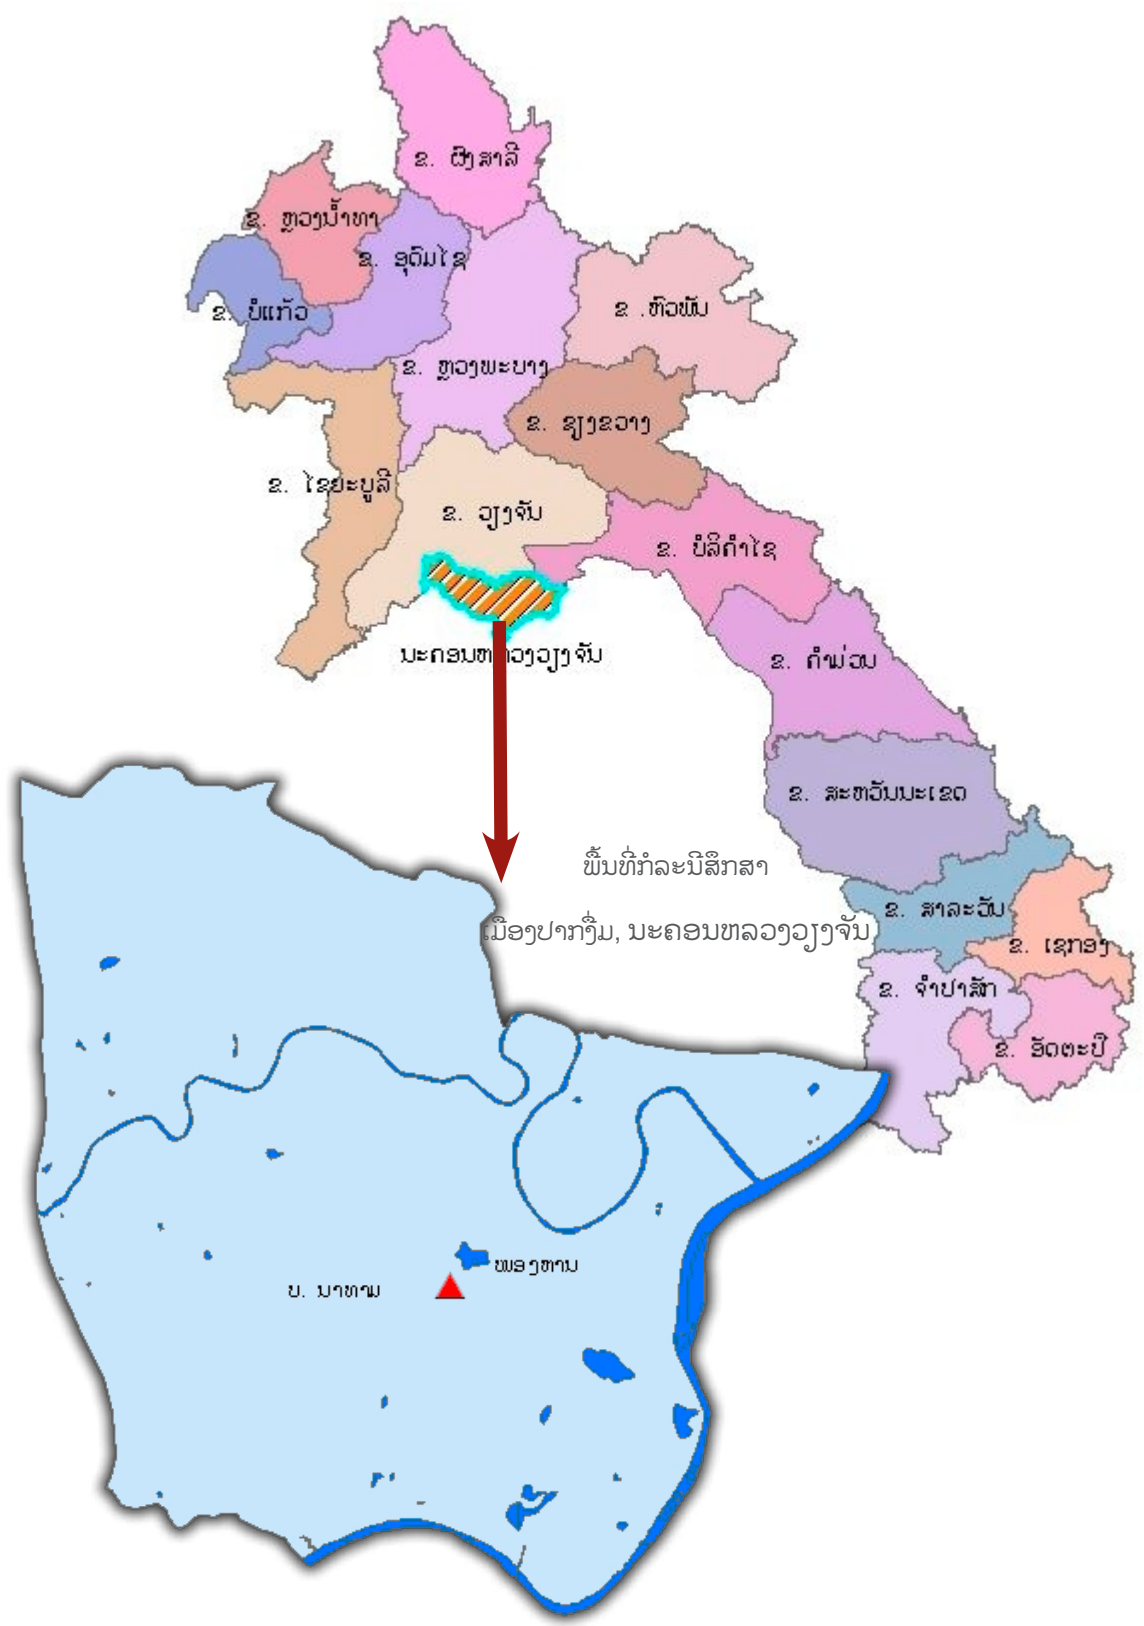 ຂ. ຜົ້ງສາລີ
ຂ. ຫຼວງນ້ຳທາ
ຂ. ອຸດົມໄຊ
ຂ. ບໍ່ແກ້ວ
ຂ .ຫົວພັນ
ຂ. ຫຼວງພະບາງ
ຂ. ຊຽງຂວາງ
ຂ. ໄຊຍະບູລີ
ຂ. ວຽງຈັນ
ຂ. ບໍລິຄຳໄຊ
ນະຄອນຫລວງວຽງຈັນ
ຂ. ຄຳມ່ວນ
ຂ. ສະຫວັນນະເຂດ
ພື້ນທີ່ກໍລະນີສຶກສາ
ເມືອງປາກງື່ມ, ນະຄອນຫລວງວຽງຈັນ
ຂ. ສາລະວັນ
ຂ. ເຊກອງ
ຂ. ຈຳປາສັກ
ຂ. ອັດຕະປື
ໜອງຫານ
ບ. ນາຫາມ